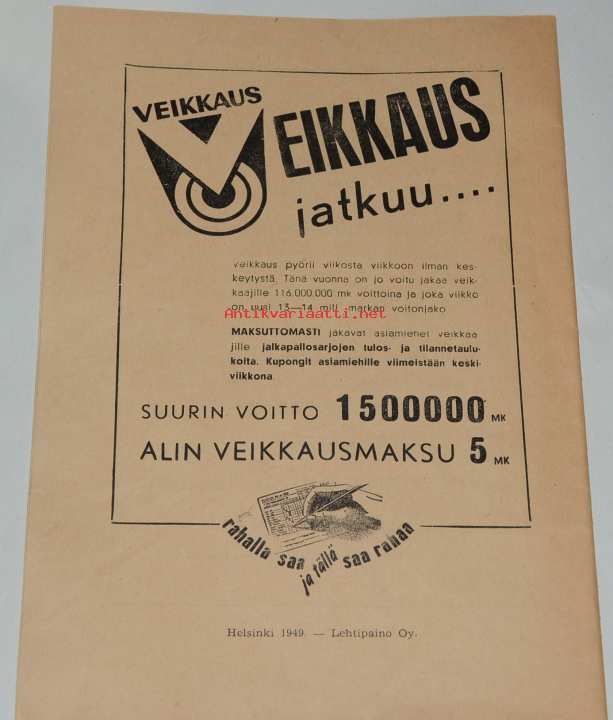 VEIKKAUS
VEIKKAUS
jatkuu....
Veikkaus pyörii viikosta viikkoon ilman kes-
keytystä. Tänä vuonna on jo voitu jakaa veik-
kaajille 116.000.000 mk voittoina ja joka viikko
on uusi 13—14 milj. markan voitonjako
Antikvariaatti.net
MAKSUTTOMASTI jakavat asiamiehet veikkaa
jille jalkapallosarjojen tulos- ja tilannetaulu-
koita. Kupongit asiamiehille viimeistään keski-
viikkona.
SUURIN VOITTO 1500000 MK
ALIN VEIKKAUSMAKSU 5 MK
rahalla saa ja tällä saa rahaa
Helsinki 1949. — Lehtipaino Oy.